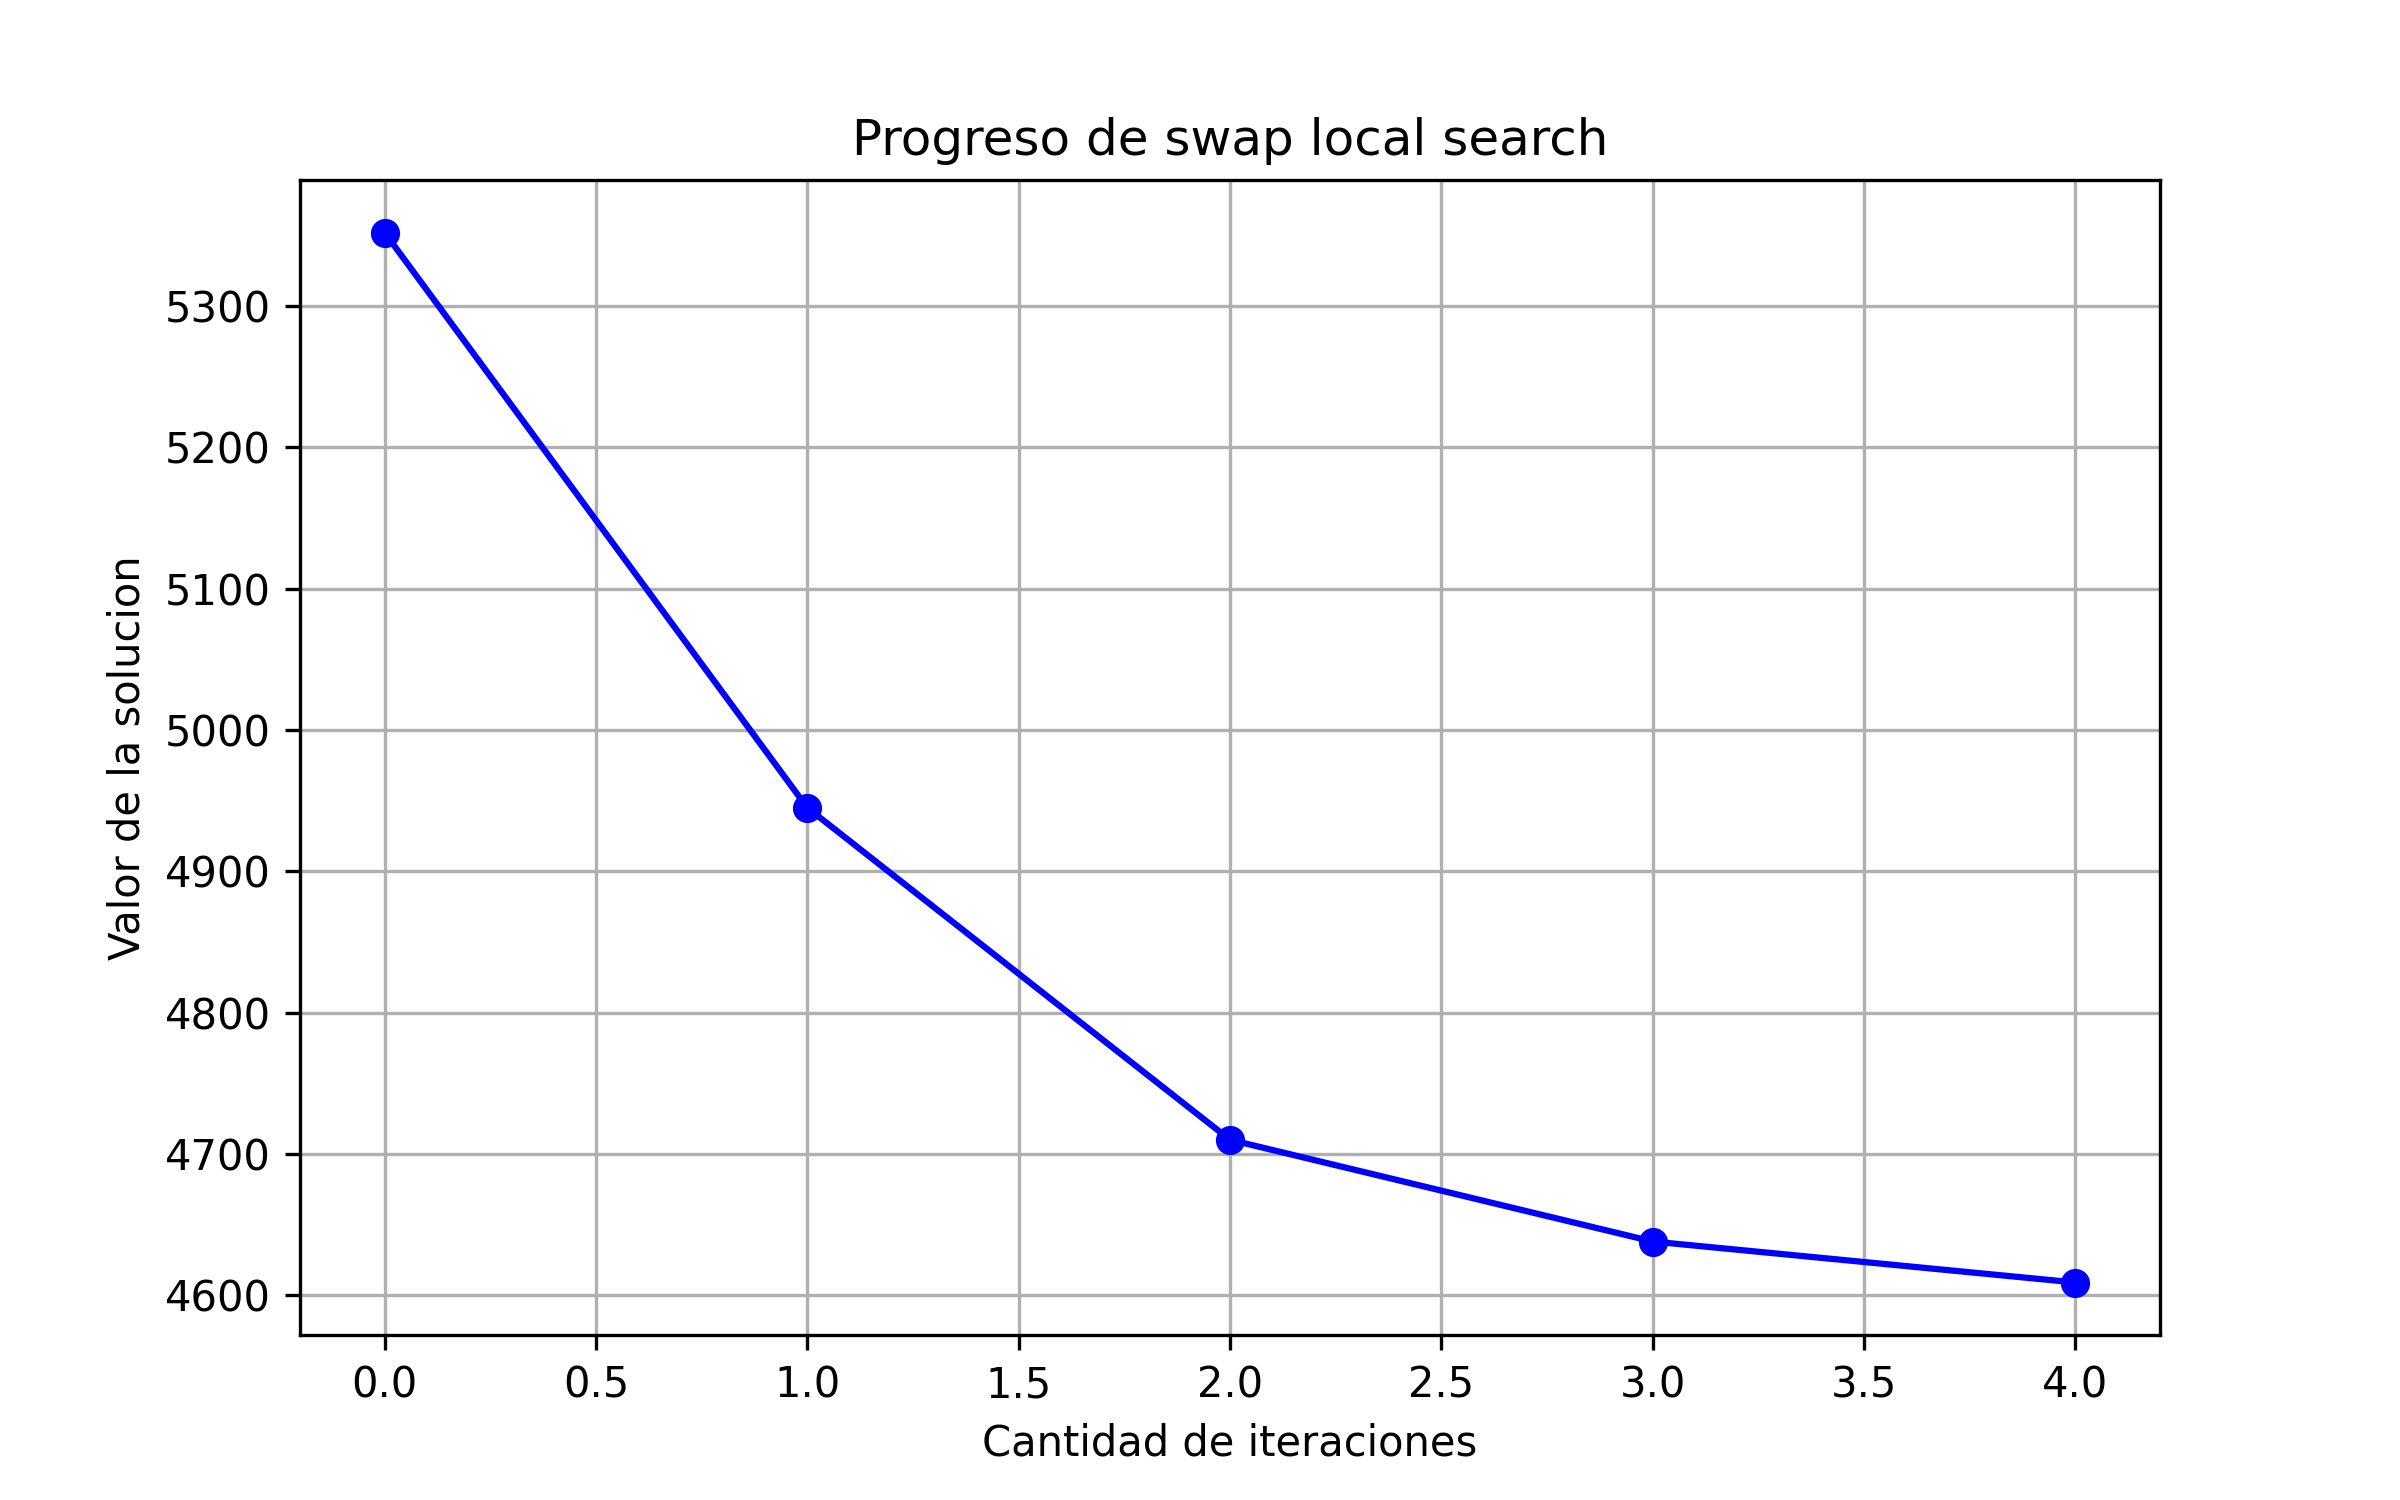 Progreso de swap local search
Valor de la solucion
5300
5200
5100
5000
4900
4800
4700
4600
0.0 0.5 1.0 1.5 2.0 2.5 3.0 3.5 4.0
Cantidad de iteraciones